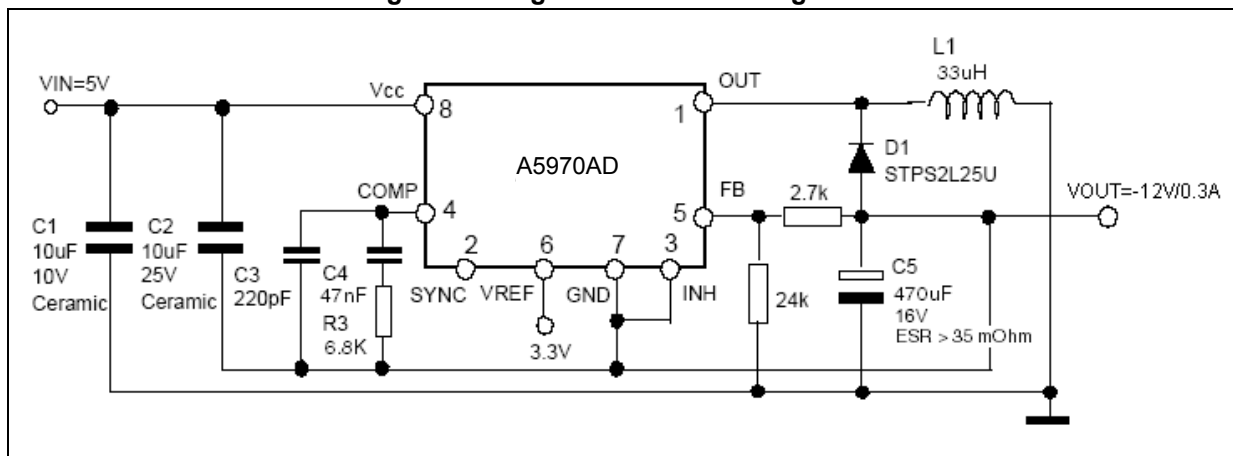 VIN=5V
Vcc
8
A5970AD
OUT
1
L1
33uH
D1
STPS2L25U
COMP
4
FB
5
2.7k
VOUT=-12V/0.3A
C1
10uF
10V
Ceramic
C2
10uF
25V
Ceramic
C3
220pF
C4
47nF
R3
6.8K
2
SYNC
6
VREF
3.3V
7
GND
3
INH
24k
C5
470uF
16V
ESR > 35 mOhm